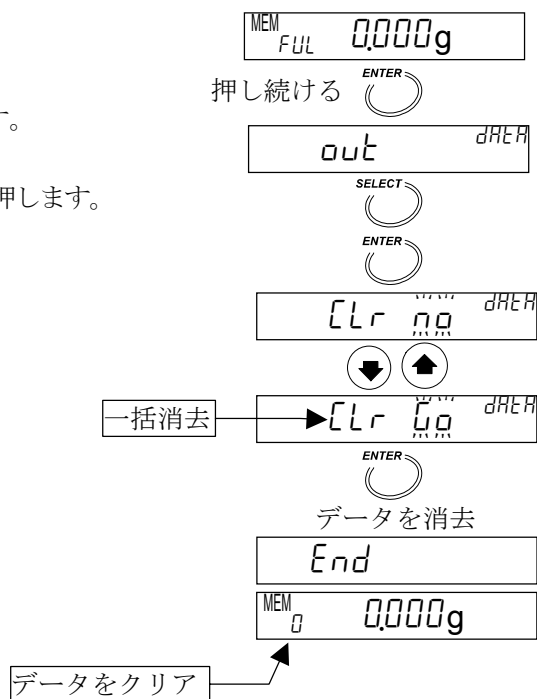 MEM
FUL 0.000g
ENTER
押し続ける
す。
out dAtA
SELECT
押します。
ENTER
CLr no dAtA
一括消去
CLr Go dAtA
ENTER
データを消去
End
MEM
0 0.000g
データをクリア